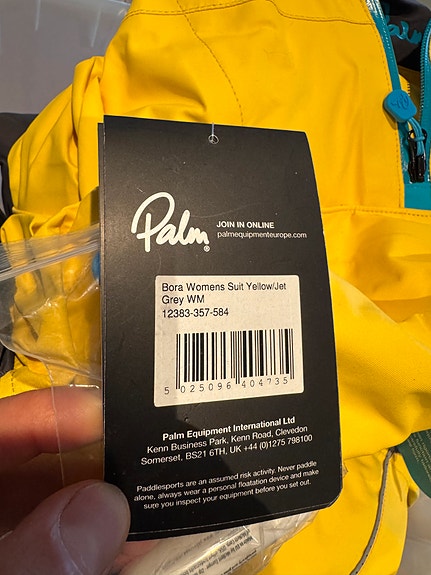 Palm
JOIN IN ONLINE
palmequipmenteurope.com
Bora Womens Suit Yellow/Jet
Grey WM
12383-357-584
5 025096 404735
Palm Equipment International Ltd
Kenn Business Park, Kenn Road, Clevedon
Somerset, BS21 6TH, UK +44 (0)1275 798100
Paddlesports are an assumed risk activity. Never paddle
alone, always wear a personal floatation device and make
sure you inspect your equipment before you set out.